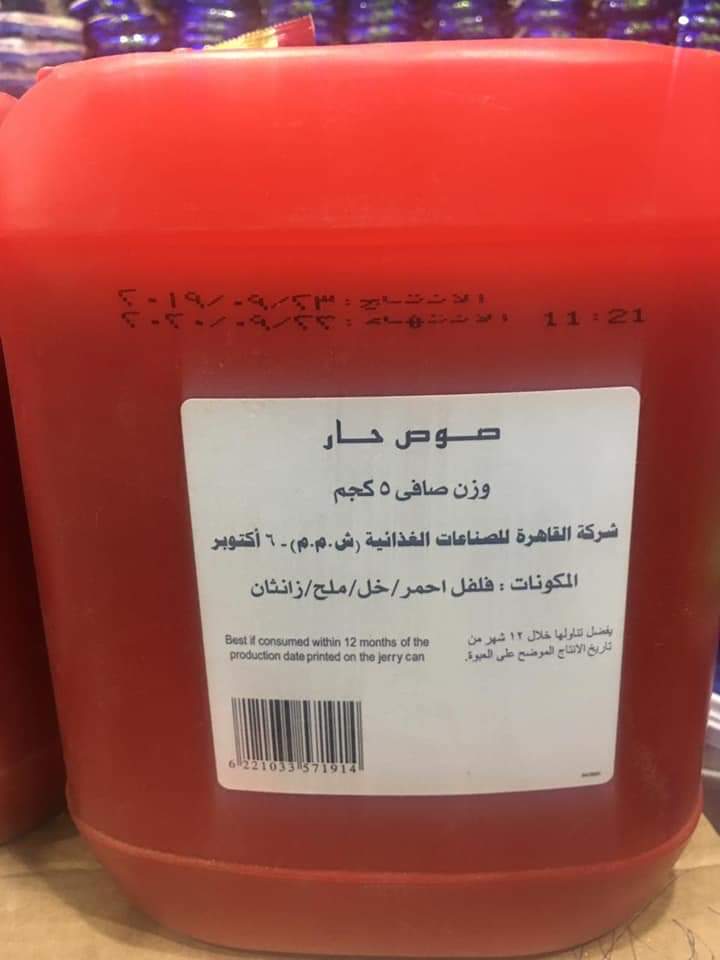 الانتاج : ٢٠١٩/٠٩/٢٣
الانتهاء : ٢٠٢٠/٠٩/٢٢ 11:21
صوص حار
وزن صافى ٥ كجم
شركة القاهرة للصناعات الغذائية (ش.م.م) - ٦ أكتوبر
المكونات : فلفل احمر/خل/ملح/زانثان
يفضل تناولها خلال ١٢ شهر من
تاريخ الانتاج الموضح على العبوة.
Best if consumed within 12 months of the
production date printed on the jerry can
6 221033 571914